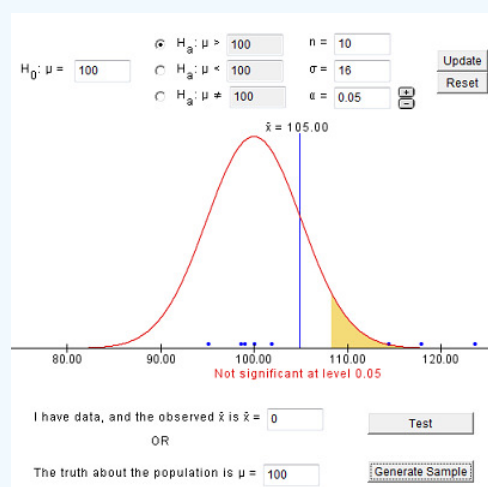 H0: μ = 100
Ha: μ > 100
Ha: μ < 100
Ha: μ ≠ 100
n = 10
σ = 16
α = 0.05
Update
Reset
x̄ = 105.00
80.00 90.00 100.00 110.00 120.00
Not significant at level 0.05
I have data, and the observed x̄ is x̄ = 0
Test
OR
The truth about the population is μ = 100
Generate Sample